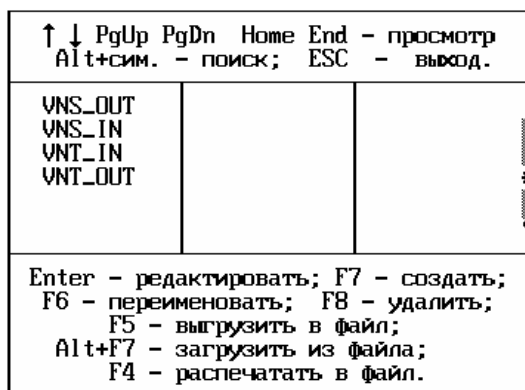 ↑ ↓ PgUp PgDn Home End - просмотр
Alt+сим. - поиск; ESC - выход.
VNS_OUT
VNS_IN
VNT_IN
VNT_OUT
Enter - редактировать; F7 - создать;
F6 - переименовать; F8 - удалить;
F5 - выгрузить в файл;
Alt+F7 - загрузить из файла;
F4 - распечатать в файл.